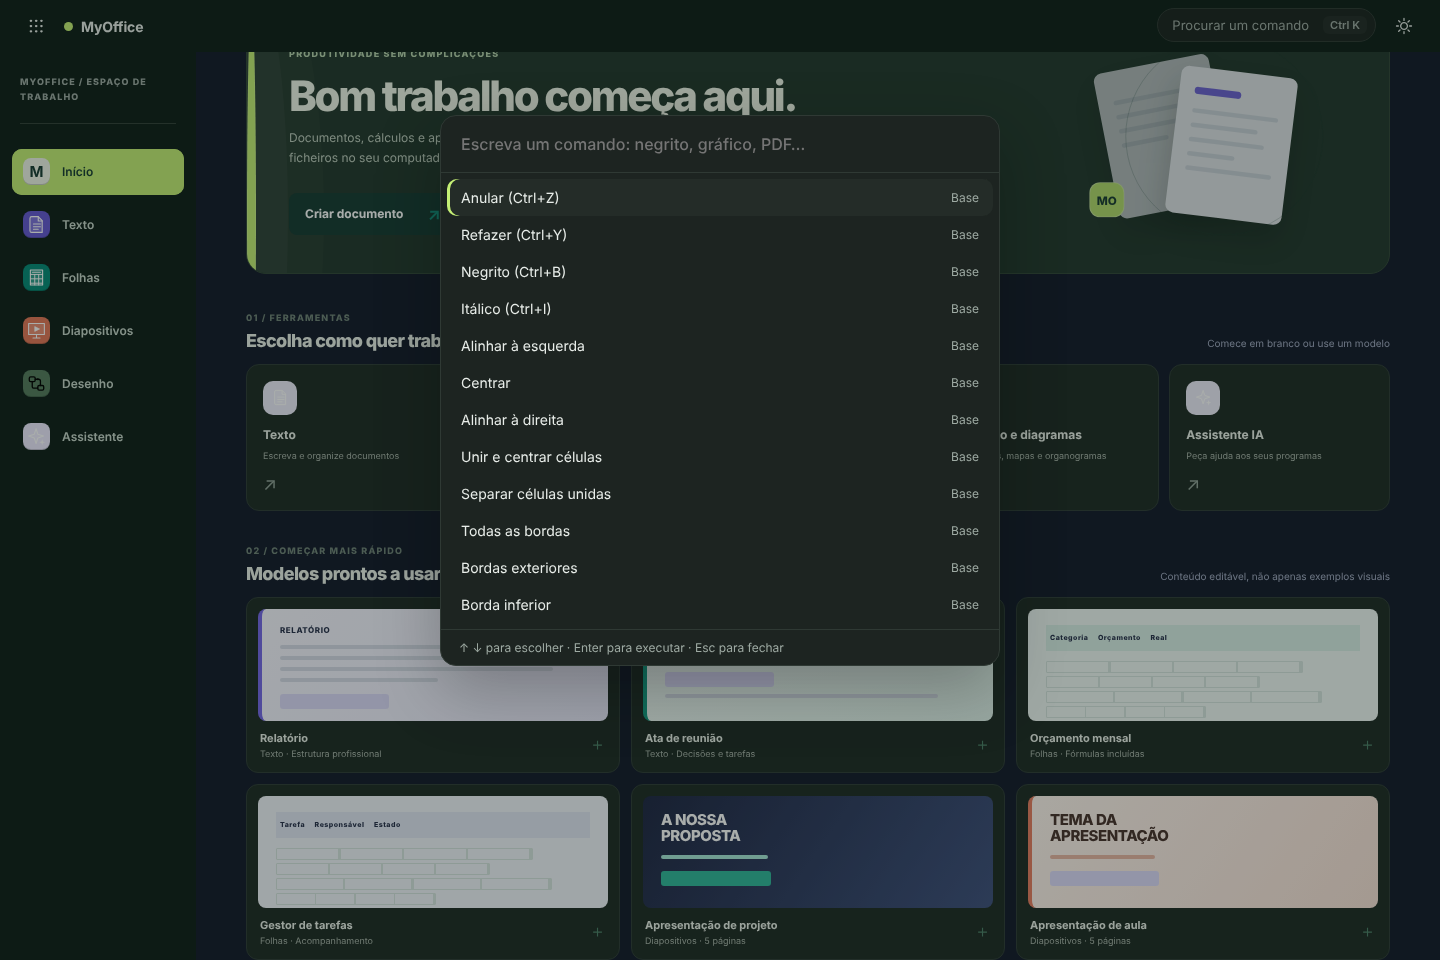 MyOffice
Procurar um comando
Ctrl K
MYOFFICE / ESPAÇO DE
TRABALHO
M
Início
Texto
Folhas
Diapositivos
Desenho
Assistente
PRODUTIVIDADE SEM COMPLICAÇÕES
Bom trabalho começa aqui.
Documentos, cálculos e
ficheiros no seu
Criar documento
MO
Escreva um comando: negrito, gráfico, PDF...
Anular (Ctrl+Z) Base
Refazer (Ctrl+Y) Base
Negrito (Ctrl+B) Base
Itálico (Ctrl+I) Base
Alinhar à esquerda Base
Centrar Base
Alinhar à direita Base
Unir e centrar células Base
Separar células unidas Base
Todas as bordas Base
Bordas exteriores Base
Borda inferior Base
↑ ↓ para escolher · Enter para executar · Esc para fechar
01 / FERRAMENTAS
Escolha como quer
Comece em branco ou use um modelo
Texto
Escreva e organize documentos
o e diagramas
, mapas e organogramas
Assistente IA
Peça ajuda aos seus programas
02 / COMEÇAR MAIS RÁPIDO
Modelos prontos a usar
Conteúdo editável, não apenas exemplos visuais
RELATÓRIO
Relatório
Texto · Estrutura profissional
Ata de reunião
Texto · Decisões e tarefas
Categoria Orçamento Real
Orçamento mensal
Folhas · Fórmulas incluídas
Tarefa Responsável Estado
Gestor de tarefas
Folhas · Acompanhamento
A NOSSA
PROPOSTA
Apresentação de projeto
Diapositivos · 5 páginas
TEMA DA
APRESENTAÇÃO
Apresentação de aula
Diapositivos · 5 páginas